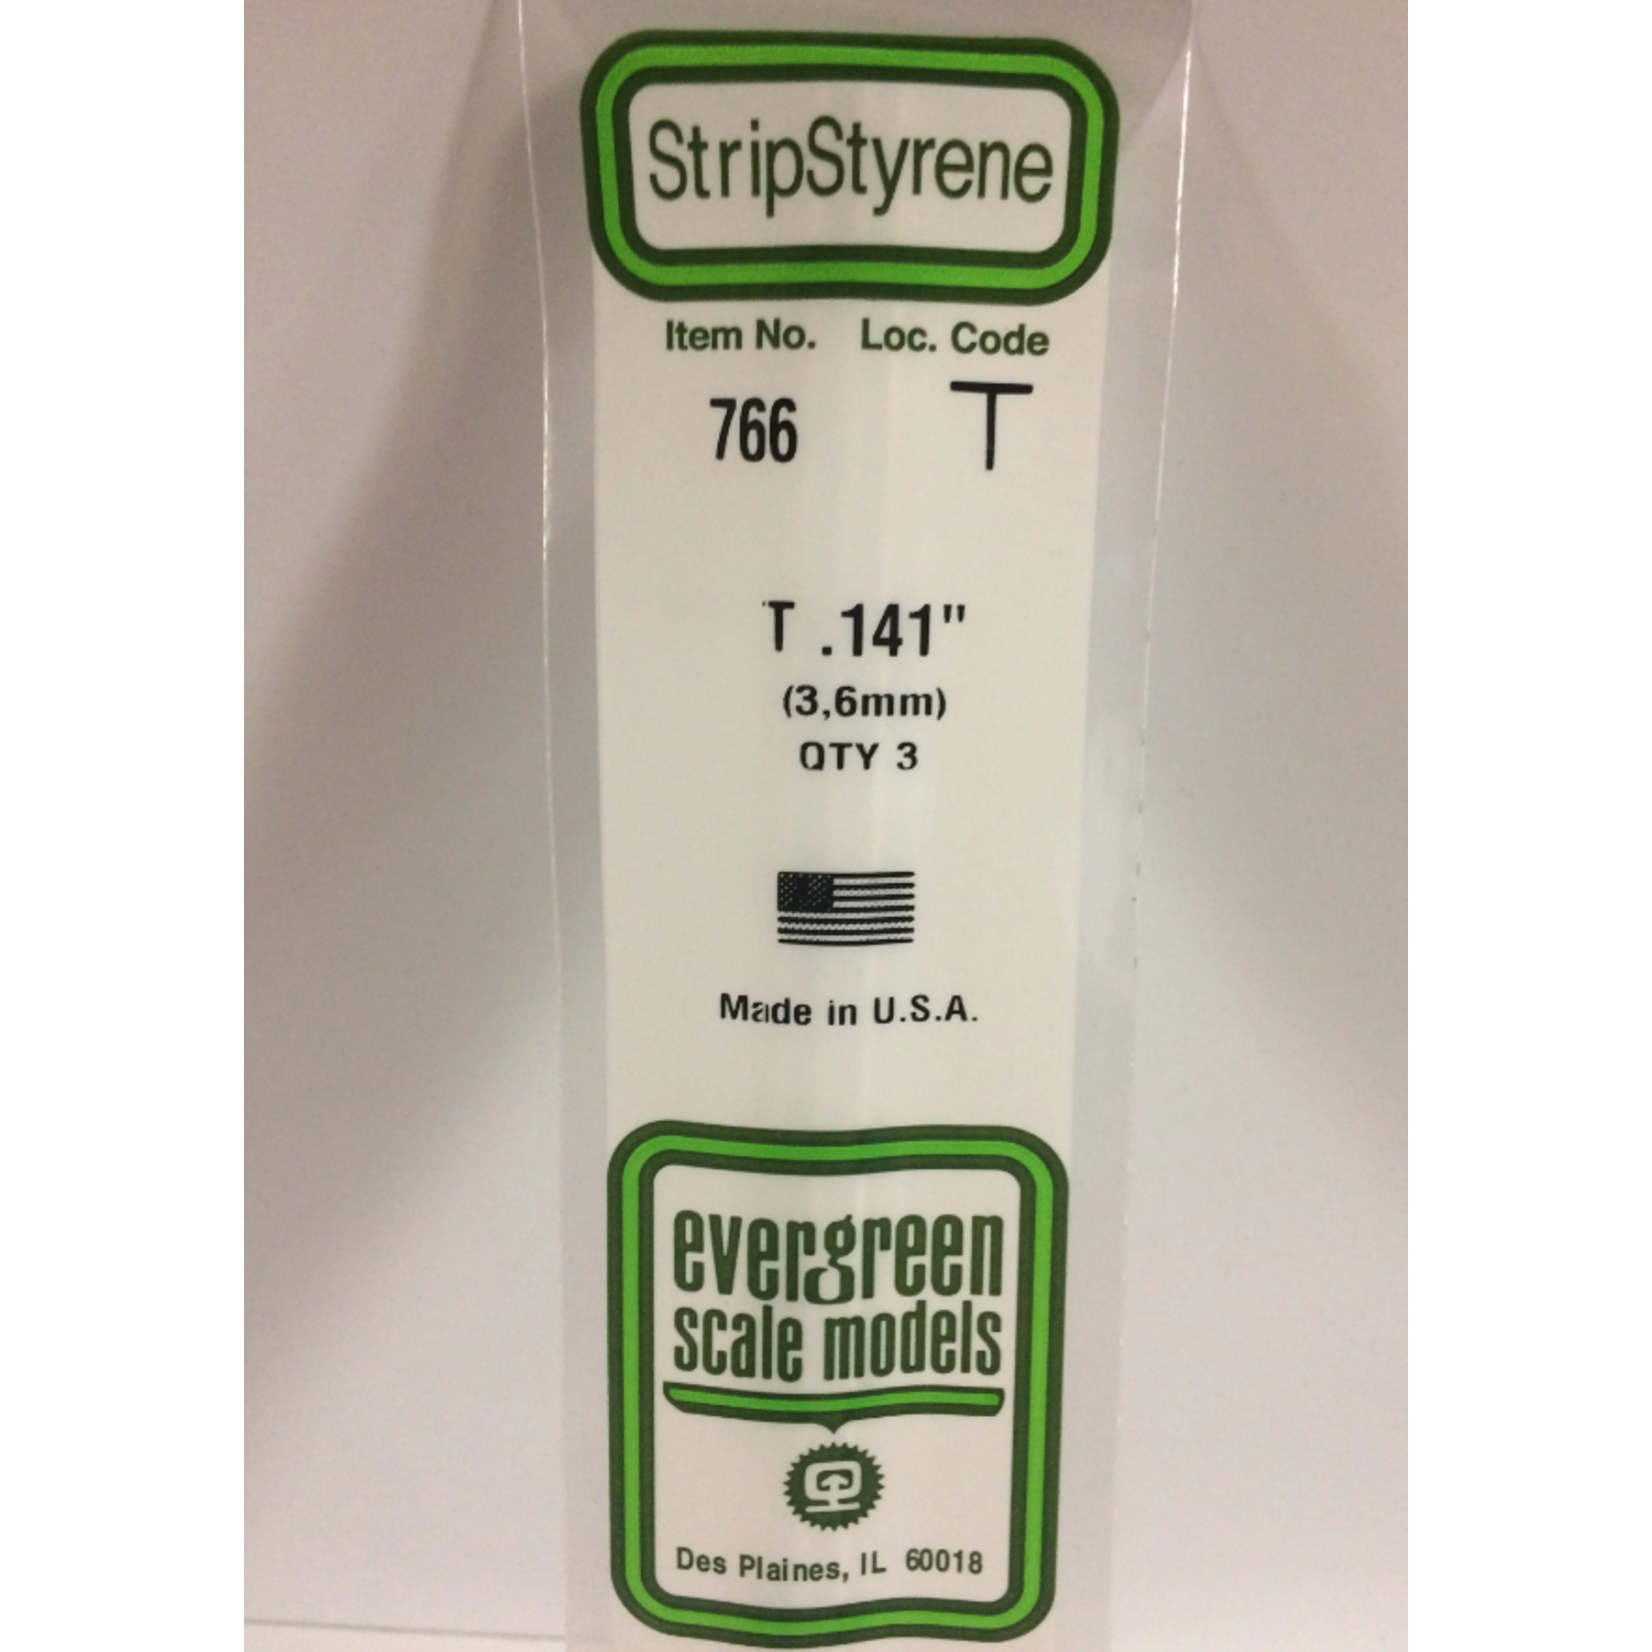 StripStyrene
Item No. Loc. Code
766 T
T .141"
(3,6mm)
QTY 3
Made in U.S.A.
evergreen
scale models
Des Plaines, IL 60018